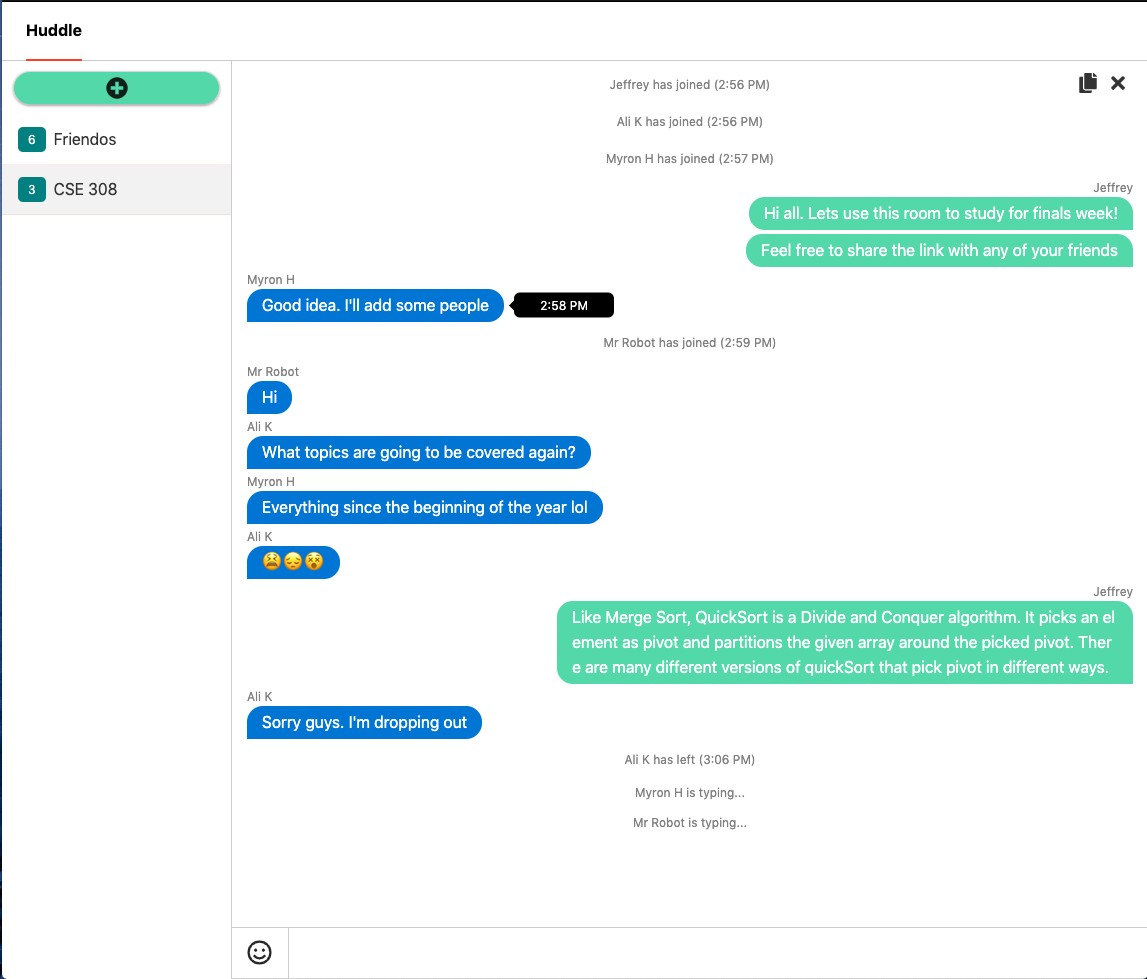 Huddle
6 Friendos
3 CSE 308
Jeffrey has joined (2:56 PM)
Ali K has joined (2:56 PM)
Myron H has joined (2:57 PM)
Jeffrey
Hi all. Lets use this room to study for finals week!
Feel free to share the link with any of your friends
Myron H
Good idea. I'll add some people
2:58 PM
Mr Robot has joined (2:59 PM)
Mr Robot
Hi
Ali K
What topics are going to be covered again?
Myron H
Everything since the beginning of the year lol
Ali K
😫😔😵
Jeffrey
Like Merge Sort, QuickSort is a Divide and Conquer algorithm. It picks an el
ement as pivot and partitions the given array around the picked pivot. Ther
e are many different versions of quickSort that pick pivot in different ways.
Ali K
Sorry guys. I'm dropping out
Ali K has left (3:06 PM)
Myron H is typing...
Mr Robot is typing...